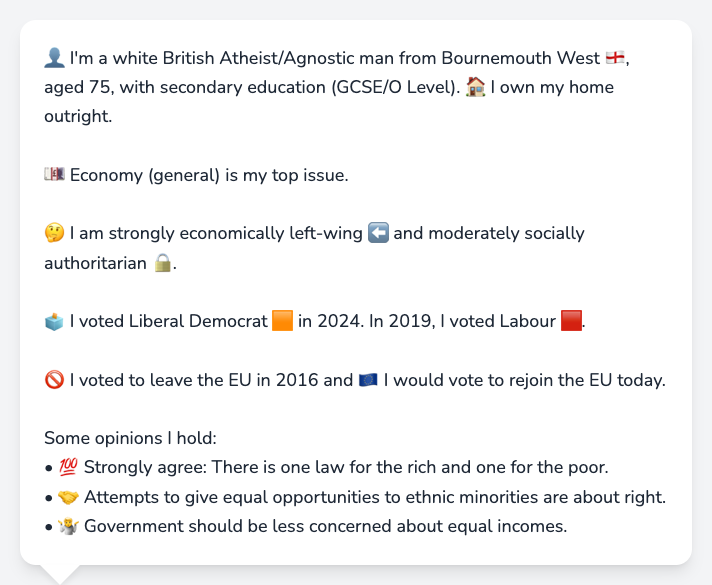 👤 I'm a white British Atheist/Agnostic man from Bournemouth West 🏴󠁧󠁢󠁥󠁮󠁧󠁿,
aged 75, with secondary education (GCSE/O Level). 🏠 I own my home
outright.
💷 Economy (general) is my top issue.
🤔 I am strongly economically left-wing ⬅️ and moderately socially
authoritarian 🔒.
🗳️ I voted Liberal Democrat 🟧 in 2024. In 2019, I voted Labour 🟥.
🚫 I voted to leave the EU in 2016 and 🇪🇺 I would vote to rejoin the EU today.
Some opinions I hold:
• 💯 Strongly agree: There is one law for the rich and one for the poor.
• 🤝 Attempts to give equal opportunities to ethnic minorities are about right.
• 🤷 Government should be less concerned about equal incomes.